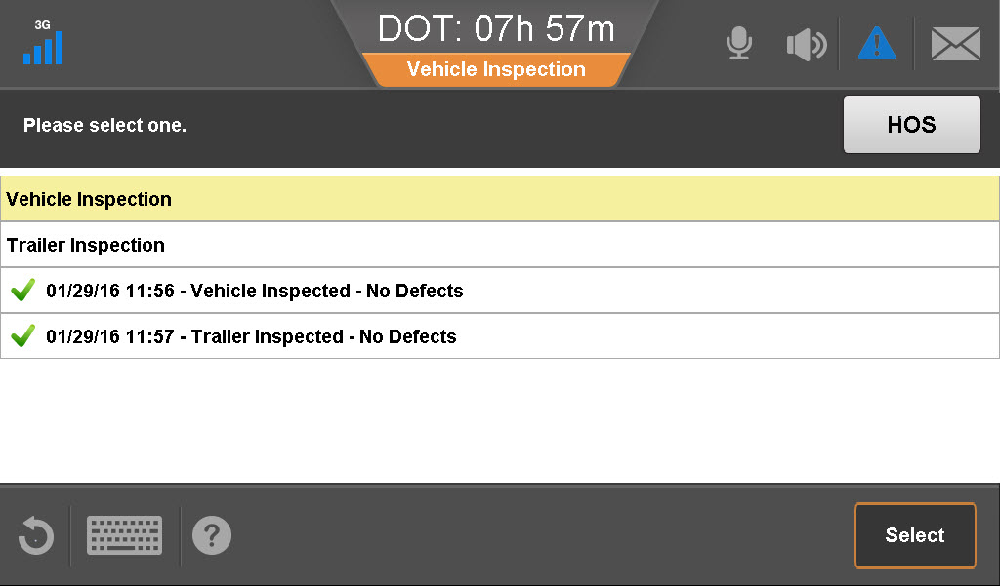 3G
DOT: 07h 57m
Vehicle Inspection
Please select one.
HOS
Vehicle Inspection
Trailer Inspection
01/29/16 11:56 - Vehicle Inspected - No Defects
01/29/16 11:57 - Trailer Inspected - No Defects
?
Select